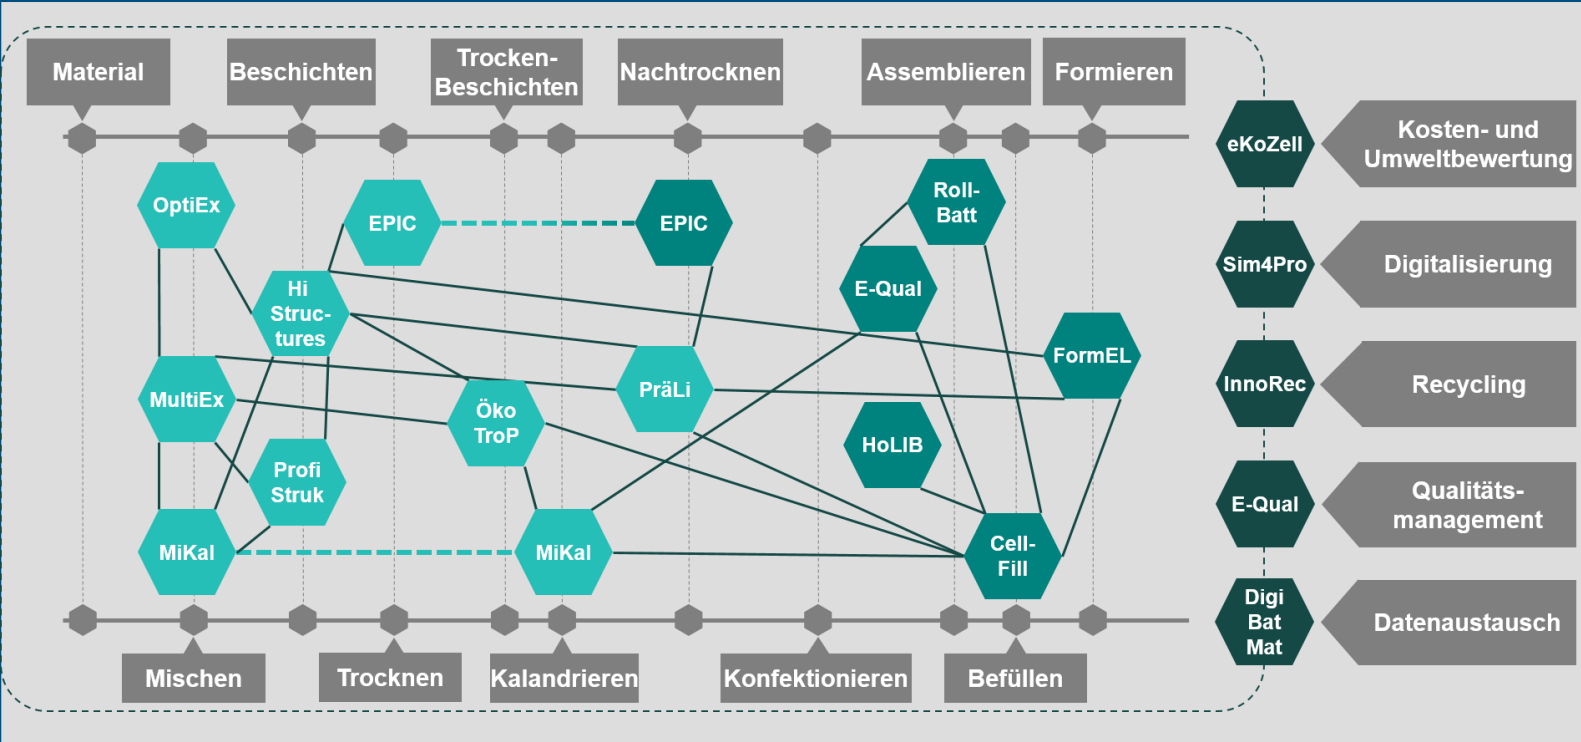 Material
Beschichten
Trocken-
Beschichten
Nachtrocknen
Assemblieren
Formieren
OptiEx
EPIC
EPIC
Roll-
Batt
Hi
Struc-
tures
E-Qual
FormEL
MultiEx
Öko
TroP
PräLi
HoLIB
Profi
Struk
MiKal
MiKal
Cell-
Fill
Mischen
Trocknen
Kalandrieren
Konfektionieren
Befüllen
eKoZell
Kosten- und
Umweltbewertung
Sim4Pro
Digitalisierung
InnoRec
Recycling
E-Qual
Qualitäts-
management
Digi
Bat
Mat
Datenaustausch